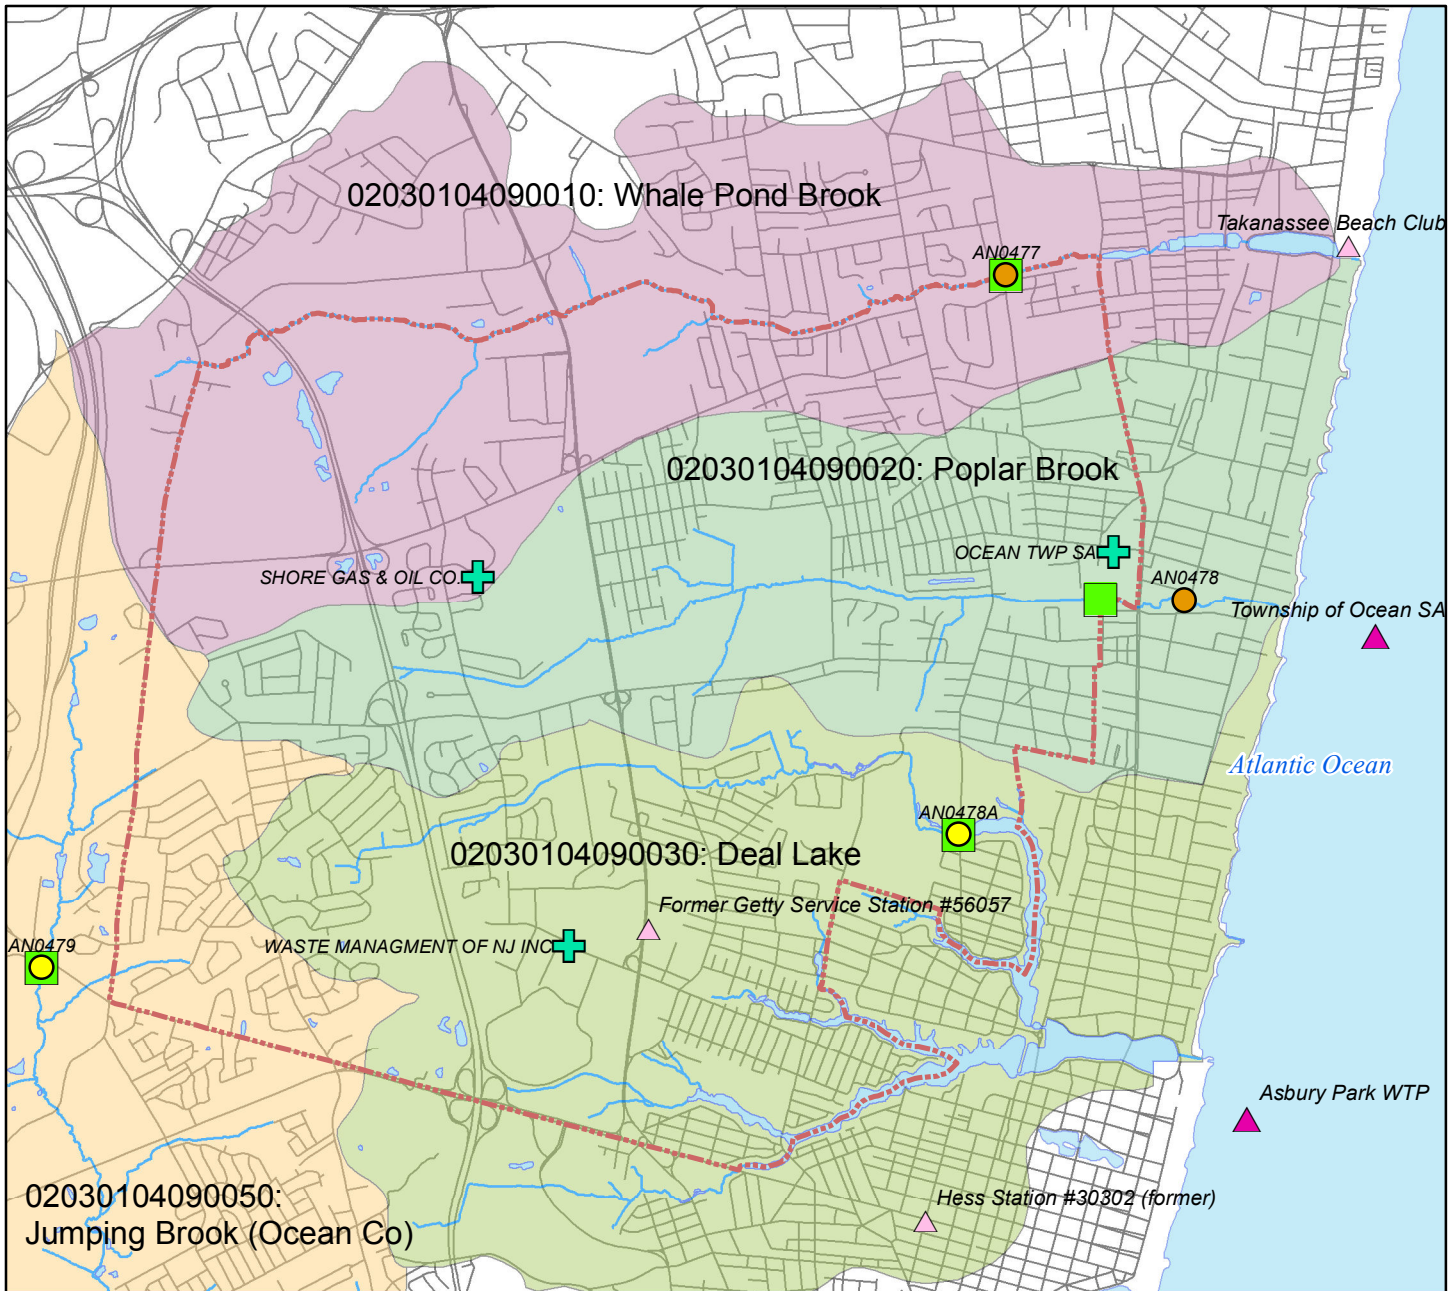 02030104090010: Whale Pond Brook
Takanassee Beach Club
AN0477
02030104090020: Poplar Brook
OCEAN TWP SA
SHORE GAS & OIL CO.
AN0478
Township of Ocean SA
Atlantic Ocean
AN0478A
02030104090030: Deal Lake
Former Getty Service Station #56057
AN0479
WASTE MANAGMENT OF NJ INC
Asbury Park WTP
02030104090050:
Jumping Brook (Ocean Co)
Hess Station #30302 (former)